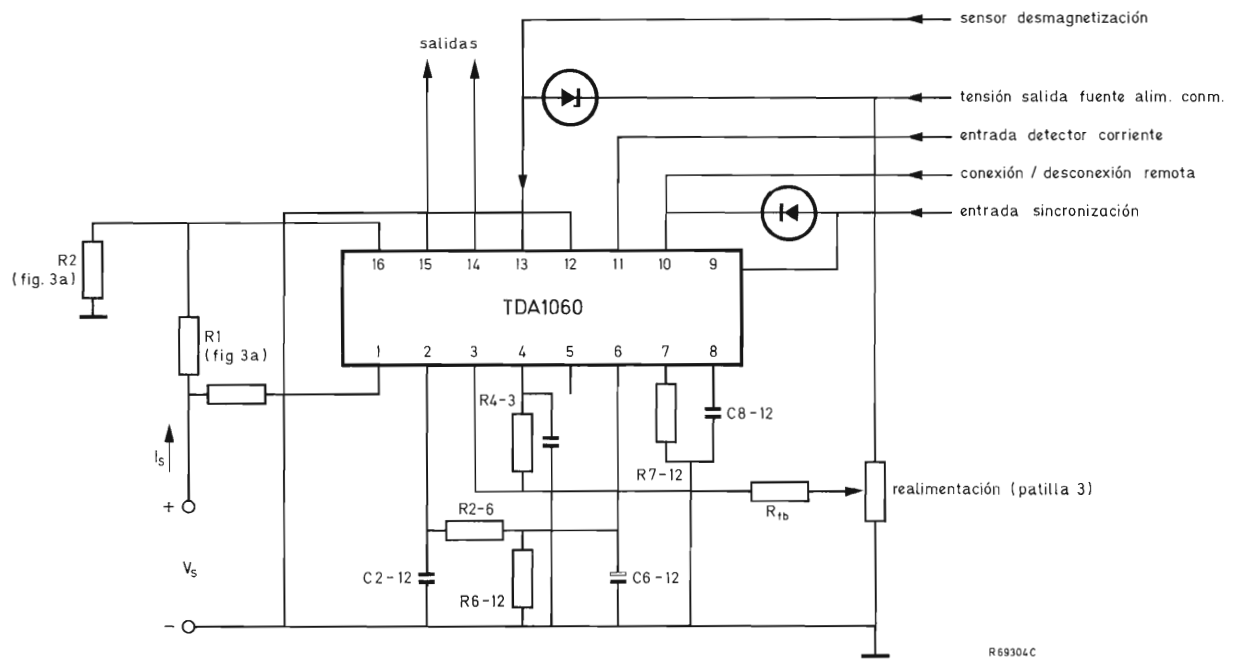 sensor desmagnetización
salidas
tensión salida fuente alim. conm.
entrada detector corriente
conexión / desconexión remota
entrada sincronización
R2
(fig. 3a)
16 15 14 13 12 11 10 9
TDA1060
R1
(fig 3a)
1 2 3 4 5 6 7 8
R4-3
C8-12
Is
R7-12
realimentación (patilla 3)
+
R2-6
Rfb
Vs
C2-12
C6-12
R6-12
-
R69304C